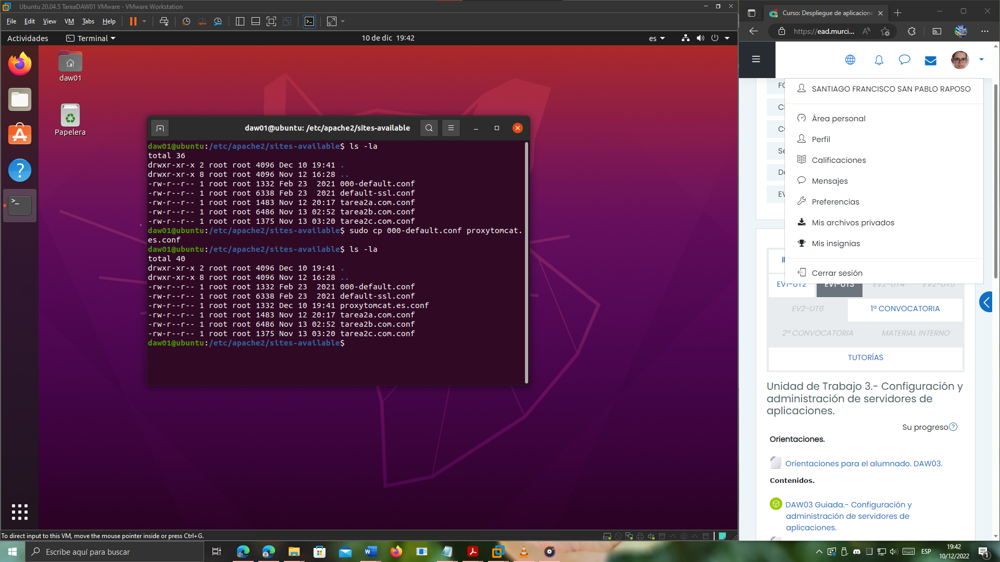 Ubuntu 20.04.5 TareaDAW01 VMware - VMware Workstation
File Edit View VM Tabs Help
Actividades
Terminal
10 de dic 19:42
es
daw01
Papelera
daw01@ubuntu: /etc/apache2/sites-available
daw01@ubuntu:/etc/apache2/sites-available$ ls -la
total 36
drwxr-xr-x 2 root root 4096 Dec 10 19:41 .
drwxr-xr-x 8 root root 4096 Nov 12 16:28 ..
-rw-r--r-- 1 root root 1332 Feb 23  2021 000-default.conf
-rw-r--r-- 1 root root 6338 Feb 23  2021 default-ssl.conf
-rw-r--r-- 1 root root 1483 Nov 12 20:17 tarea2a.com.conf
-rw-r--r-- 1 root root 6486 Nov 13 02:52 tarea2b.com.conf
-rw-r--r-- 1 root root 1375 Nov 13 03:20 tarea2c.com.conf
daw01@ubuntu:/etc/apache2/sites-available$ sudo cp 000-default.conf proxytomcat.
es.conf
daw01@ubuntu:/etc/apache2/sites-available$ ls -la
total 40
drwxr-xr-x 2 root root 4096 Dec 10 19:41 .
drwxr-xr-x 8 root root 4096 Nov 12 16:28 ..
-rw-r--r-- 1 root root 1332 Feb 23  2021 000-default.conf
-rw-r--r-- 1 root root 6338 Feb 23  2021 default-ssl.conf
-rw-r--r-- 1 root root 1332 Dec 10 19:41 proxytomcat.es.conf
-rw-r--r-- 1 root root 1483 Nov 12 20:17 tarea2a.com.conf
-rw-r--r-- 1 root root 6486 Nov 13 02:52 tarea2b.com.conf
-rw-r--r-- 1 root root 1375 Nov 13 03:20 tarea2c.com.conf
daw01@ubuntu:/etc/apache2/sites-available$
To direct input to this VM, move the mouse pointer inside or press Ctrl+G.
Curso: Despliegue de aplicacione
https://ead.murci...
SANTIAGO FRANCISCO SAN PABLO RAPOSO
Área personal
Perfil
Calificaciones
Mensajes
Preferencias
Mis archivos privados
Mis insignias
Cerrar sesión
EV1-UT2
EV1-UT3
EV2-UT4
EV2-UT5
EV2-UT6
1ª CONVOCATORIA
2ª CONVOCATORIA
MATERIAL INTERNO
TUTORÍAS
Unidad de Trabajo 3.- Configuración y
administración de servidores de
aplicaciones.
Su progreso
Orientaciones.
Orientaciones para el alumnado. DAW03.
Contenidos.
DAW03 Guiada.- Configuración y
administración de servidores de
aplicaciones.
Escribe aquí para buscar
ESP
19:42
10/12/2022
1